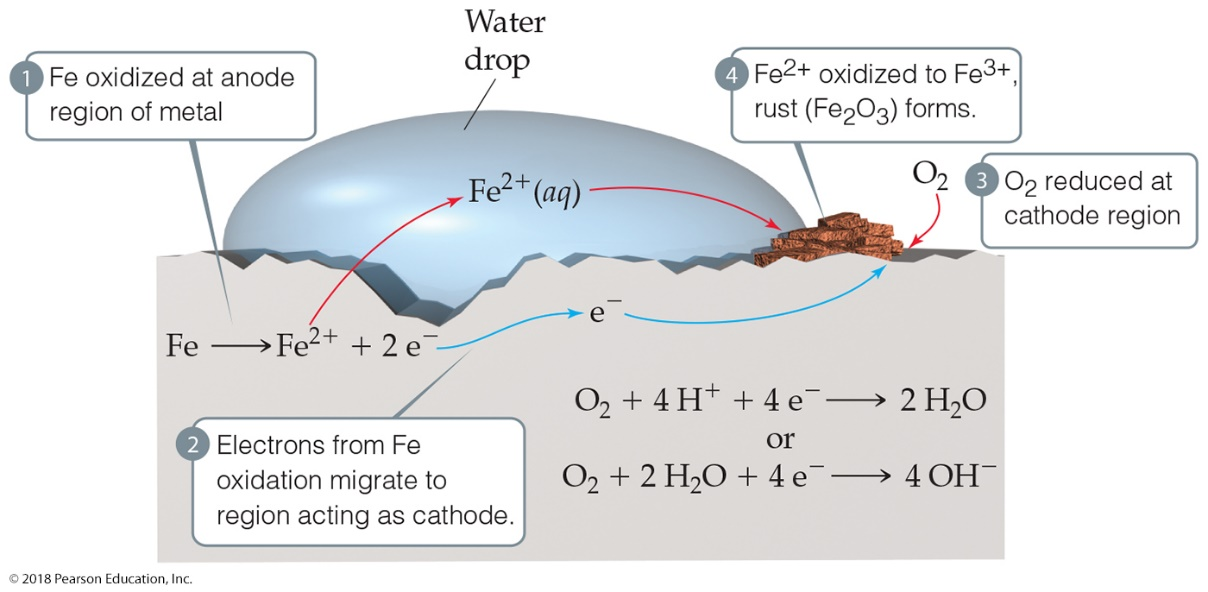 Water
drop
1 Fe oxidized at anode
region of metal
4 Fe2+ oxidized to Fe3+,
rust (Fe₂O₃) forms.
Fe²⁺(aq)
O₂
3 O₂ reduced at
cathode region
e⁻
Fe ⟶ Fe²⁺ + 2 e⁻
2 Electrons from Fe
oxidation migrate to
region acting as cathode.
O₂ + 4 H⁺ + 4 e⁻ ⟶ 2 H₂O
or
O₂ + 2 H₂O + 4 e⁻ ⟶ 4 OH⁻
© 2018 Pearson Education, Inc.